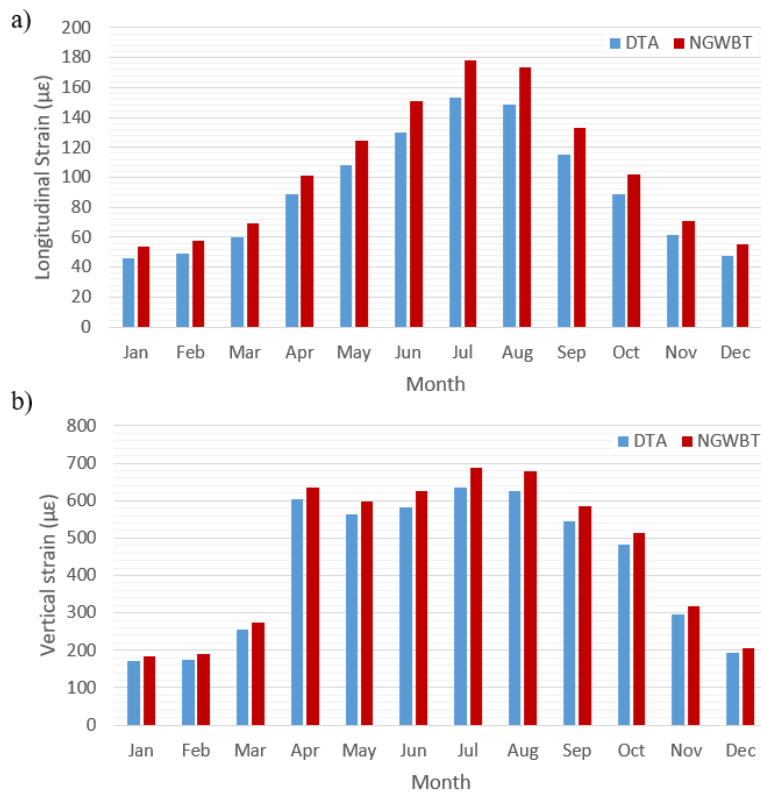 a)
200
DTA NGWBT
180
160
140
120
100
80
60
40
20
0
Longitudinal Strain (με)
Jan Feb Mar Apr May Jun Jul Aug Sep Oct Nov Dec
Month
b)
800
DTA NGWBT
700
600
500
400
300
200
100
0
Vertical strain (με)
Jan Feb Mar Apr May Jun Jul Aug Sep Oct Nov Dec
Month